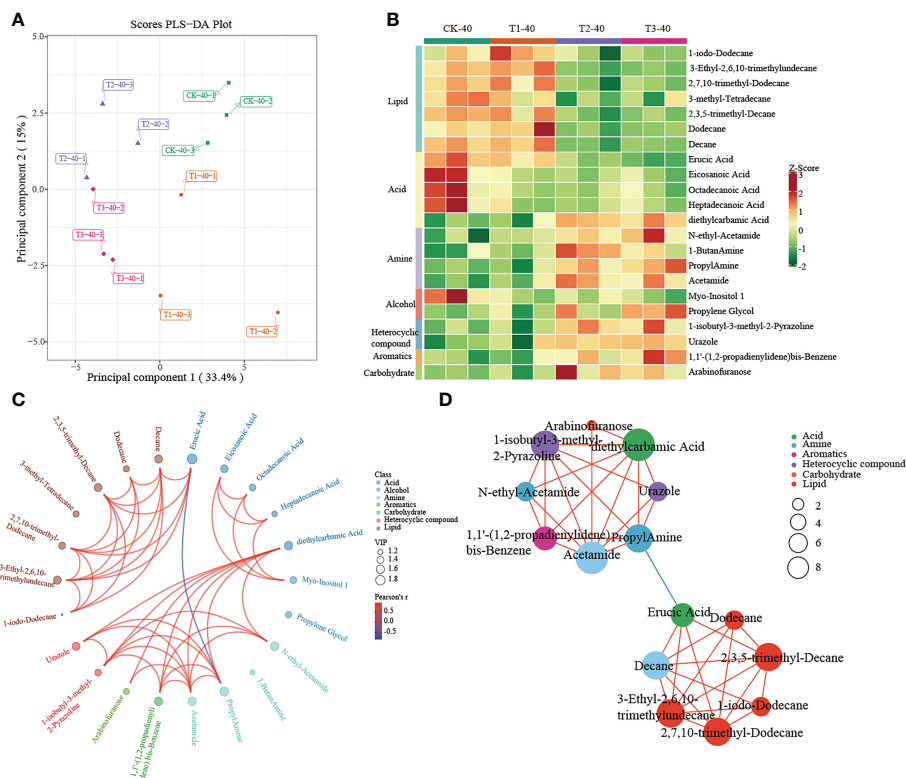 A
Scores PLS−DA Plot
5.0
2.5
0.0
−2.5
−5.0
Principal component 2 ( 15% )
T2−40−3
T2−40−2
T2−40−1
CK−40−1
CK−40−2
CK−40−3
T1−40−1
T3−40−2
T3−40−3
T3−40−1
T1−40−3
T1−40−2
−5
0
5
Principal component 1 ( 33.4% )
B
CK-40
T1-40
T2-40
T3-40
Lipid
Acid
Amine
Alcohol
Heterocyclic
compound
Aromatics
Carbohydrate
1-iodo-Dodecane
3-Ethyl-2,6,10-trimethylundecane
2,7,10-trimethyl-Dodecane
3-methyl-Tetradecane
2,3,5-trimethyl-Decane
Dodecane
Decane
Erucic Acid
Eicosanoic Acid
Octadecanoic Acid
Heptadecanoic Acid
diethylcarbamic Acid
N-ethyl-Acetamide
1-ButanAmine
PropylAmine
Acetamide
Myo-Inositol 1
Propylene Glycol
1-isobutyl-3-methyl-2-Pyrazoline
Urazole
1,1'-(1,2-propadienylidene)bis-Benzene
Arabinofuranose
Z-Score
3
2
1
0
-1
-2
C
Decane
Dodecane
2,3,5-trimethyl-Decane
3-methyl-Tetradecane
2,7,10-trimethyl-
Dodecane
3-Ethyl-2,6,10-
trimethylundecane
1-iodo-Dodecane
Urazole
1-isobutyl-3-methyl-
2-Pyrazoline
Arabinofuranose
1,1'-(1,2-propadienyli
dene) bis-Benzene
Acetamide
PropylAmine
1-ButanAmine
N-ethyl-Acetamide
Propylene Glycol
Myo-Inositol 1
diethylcarbamic Acid
Heptadecanoic Acid
Octadecanoic Acid
Eicosanoic Acid
Erucic Acid
Class
Acid
Alcohol
Amine
Aromatics
Carbohydrate
Heterocyclic compound
Lipid
VIP
1.2
1.4
1.6
1.8
Pearson's r
0.5
0.0
-0.5
D
Arabinofuranose
1-isobutyl-3-methyl-
2-Pyrazoline
diethylcarbamic Acid
N-ethyl-Acetamide
Urazole
1,1'-(1,2-propadienylidene)
bis-Benzene
PropylAmine
Acetamide
Erucic Acid
Dodecane
Decane
2,3,5-trimethyl-Decane
3-Ethyl-2,6,10-
trimethylundecane
1-iodo-Dodecane
2,7,10-trimethyl-Dodecane
Acid
Amine
Aromatics
Heterocyclic compound
Carbohydrate
Lipid
2
4
6
8